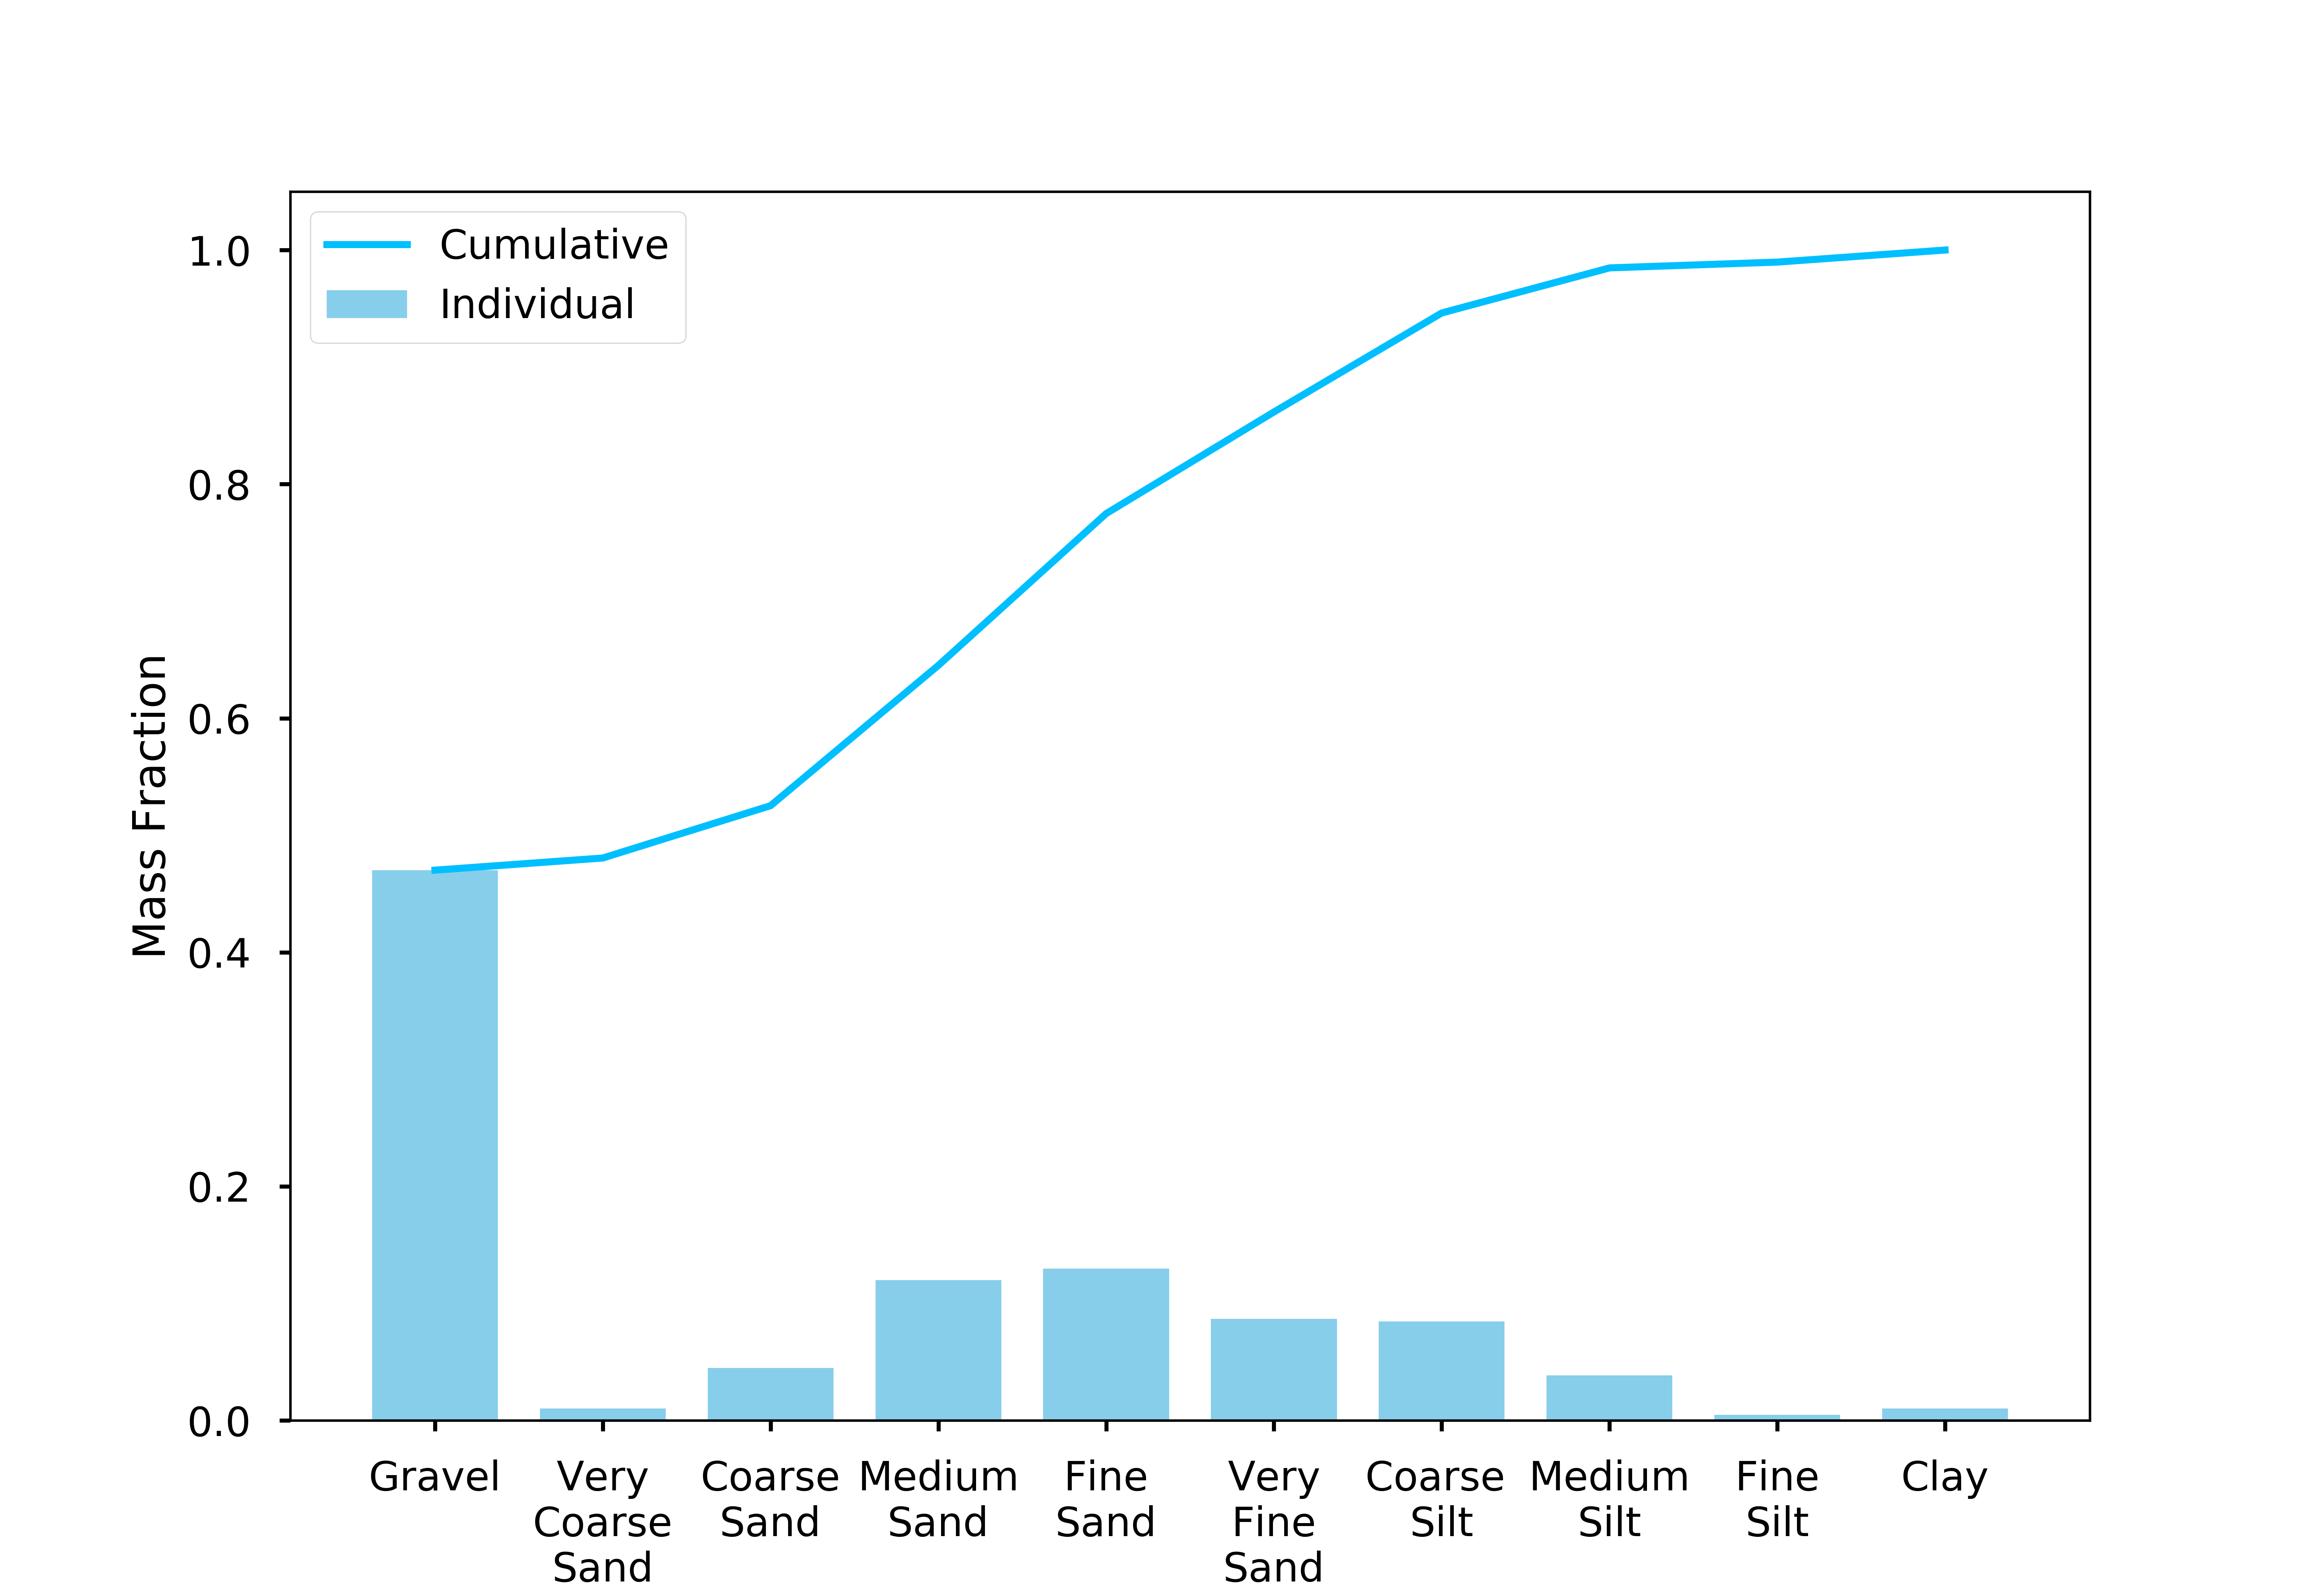 Cumulative
Individual
1.0
0.8
0.6
0.4
0.2
0.0
Mass Fraction
Gravel
Very
Coarse
Sand
Coarse
Sand
Medium
Sand
Fine
Sand
Very
Fine
Sand
Coarse
Silt
Medium
Silt
Fine
Silt
Clay